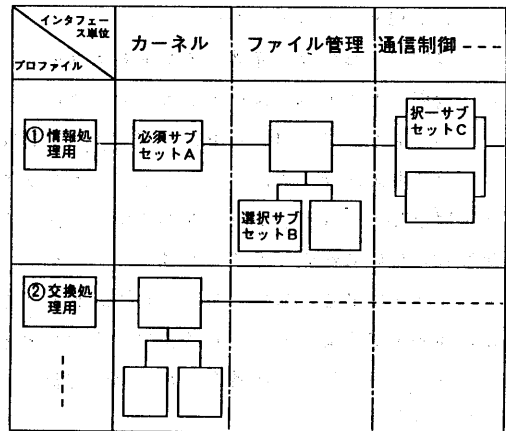 インタフェー
ス単位
プロファイル
カーネル
ファイル管理
通信制御 ---
①情報処
理用
必須サブ
セットA
択一サブ
セットC
選択サブ
セットB
②交換処
理用